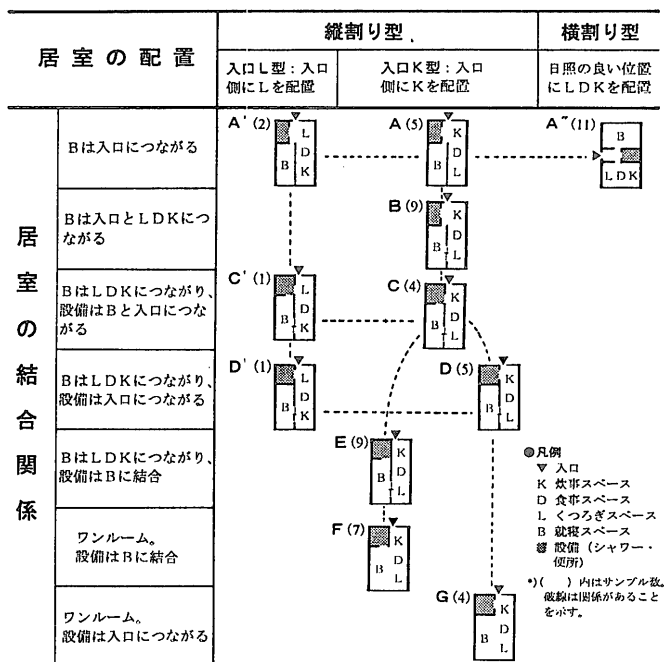 居室の配置
縦割り型
横割り型
入口L型：入口
側にLを配置
入口K型：入口
側にKを配置
日照の良い位置
にLDKを配置
居室の結合関係
Bは入口につながる
A'(2)
L
D
B K
A(5)
K
D
B L
A"(11)
B
LDK
Bは入口とLDKにつ
ながる
B(9)
K
D
B L
BはLDKにつながり、
設備はBと入口につな
がる
C'(1)
L
D
B K
C(4)
K
D
B L
BはLDKにつながり、
設備は入口につながる
D'(1)
L
D
B K
D(5)
K
D
B L
BはLDKにつながり、
設備はBに結合
E(9)
K
D
B L
ワンルーム。
設備はBに結合
F(7)
K
B D
L
ワンルーム。
設備は入口につながる
G(4)
K
D
B L
凡例
入口
K 炊事スペース
D 食事スペース
L くつろぎスペース
B 就寝スペース
設備（シャワー・
便所）
*)( )内はサンプル数。
破線は関係があること
を示す。